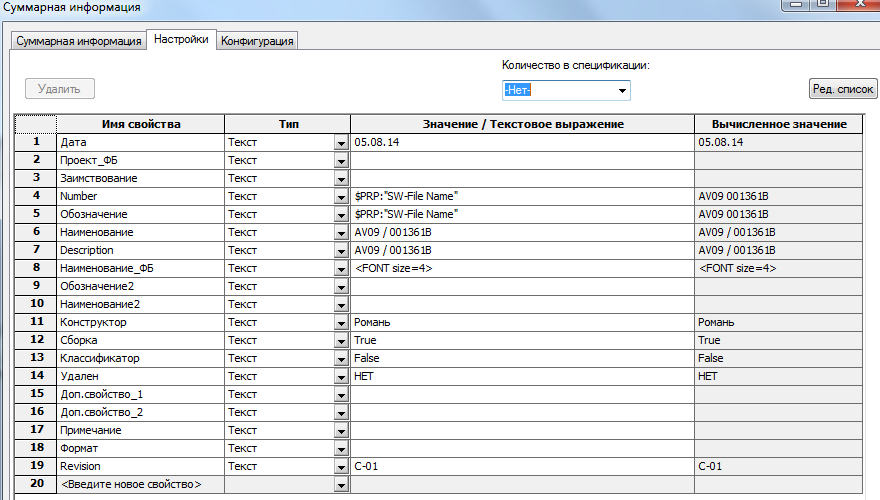 Суммарная информация
Суммарная информация Настройки Конфигурация
Количество в спецификации:
Удалить -Нет- Ред. список
Имя свойства Тип Значение / Текстовое выражение Вычисленное значение
1 Дата Текст 05.08.14 05.08.14
2 Проект_ФБ Текст
3 Заимствование Текст
4 Number Текст $PRP:"SW-File Name" AV09 001361B
5 Обозначение Текст $PRP:"SW-File Name" AV09 001361B
6 Наименование Текст AV09 / 001361B AV09 / 001361B
7 Description Текст AV09 / 001361B AV09 / 001361B
8 Наименование_ФБ Текст <FONT size=4> <FONT size=4>
9 Обозначение2 Текст
10 Наименование2 Текст
11 Конструктор Текст Романь Романь
12 Сборка Текст True True
13 Классификатор Текст False False
14 Удален Текст НЕТ НЕТ
15 Доп.свойство_1 Текст
16 Доп.свойство_2 Текст
17 Примечание Текст
18 Формат Текст
19 Revision Текст C-01 C-01
20 <Введите новое свойство>